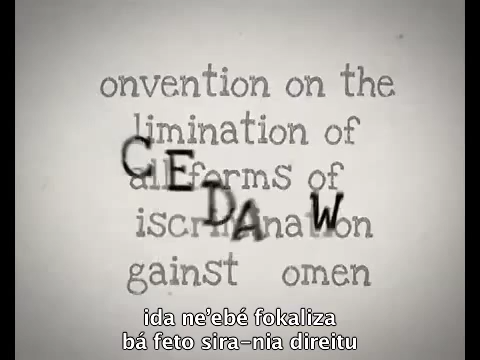 onvention on the
limination of
all forms of
iscrimination
gainst omen
C E D A W
ida ne'ebé fokaliza
bá feto sira-nia direitu